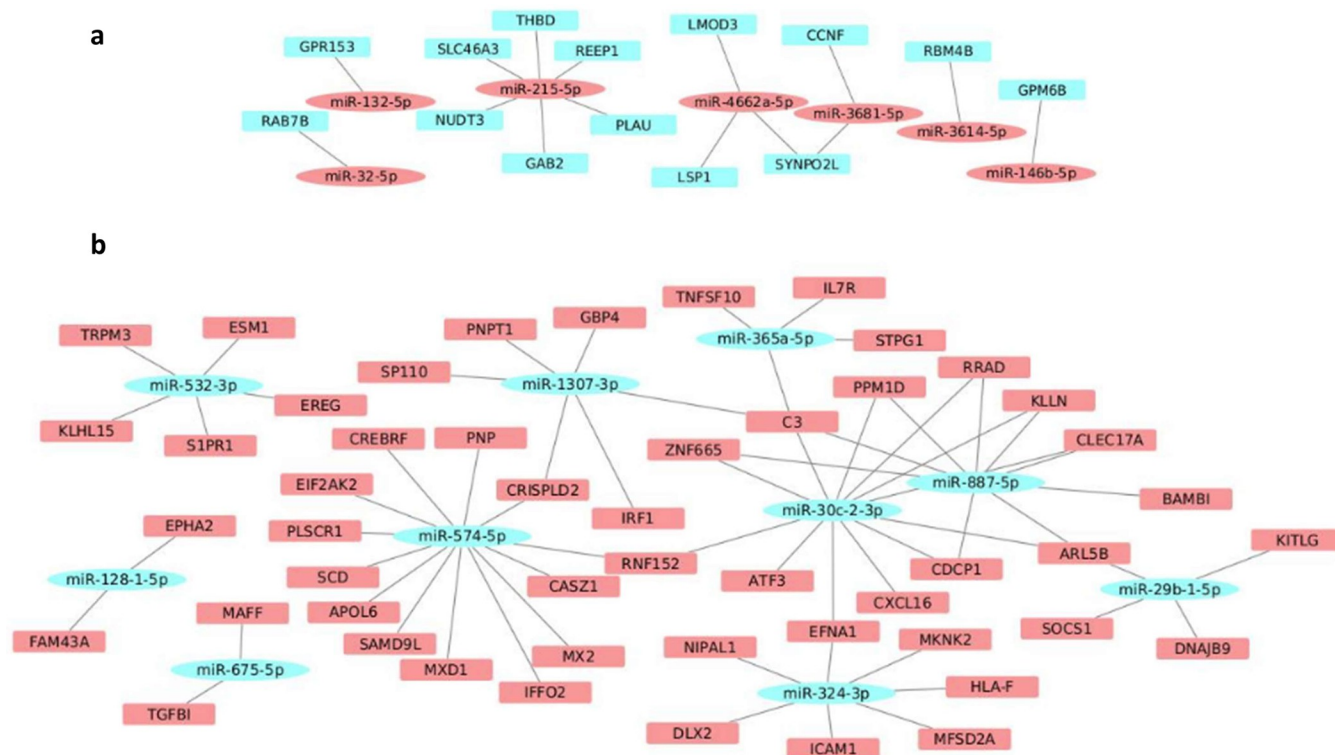 a
THBD
LMOD3
CCNF
GPR153
SLC46A3
REEP1
RBM4B
miR-215-5p
GPM6B
miR-132-5p
miR-4662a-5p
miR-3681-5p
RAB7B
NUDT3
PLAU
miR-3614-5p
GAB2
SYNPO2L
miR-32-5p
LSP1
miR-146b-5p
b
TNFSF10
IL7R
TRPM3
ESM1
PNPT1
GBP4
miR-365a-5p
STPG1
SP110
miR-1307-3p
RRAD
miR-532-3p
PPM1D
EREG
KLLN
KLHL15
C3
S1PR1
CREBRF
PNP
ZNF665
CLEC17A
EIF2AK2
CRISPLD2
miR-887-5p
BAMBI
IRF1
miR-30c-2-3p
EPHA2
PLSCR1
miR-574-5p
KITLG
RNF152
ARL5B
miR-128-1-5p
SCD
CASZ1
ATF3
CDCP1
miR-29b-1-5p
MAFF
APOL6
CXCL16
FAM43A
SAMD9L
EFNA1
MKNK2
SOCS1
miR-675-5p
MXD1
MX2
NIPAL1
DNAJB9
IFFO2
miR-324-3p
HLA-F
TGFBI
DLX2
ICAM1
MFSD2A